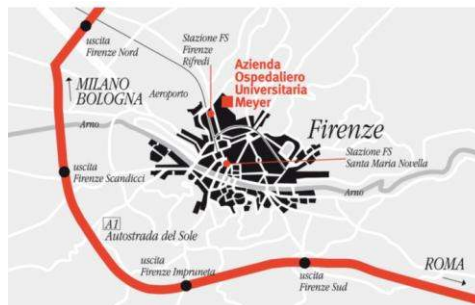 uscita
Firenze Nord
Stazione FS
Firenze
Rifredi
Azienda
Ospedaliero
Universitaria
Meyer
MILANO
BOLOGNA
Aeroporto
Arno
Firenze
Stazione FS
Santa Maria Novella
uscita
Firenze Scandicci
Arno
A1
Autostrada del Sole
uscita
Firenze Impruneta
uscita
Firenze Sud
ROMA